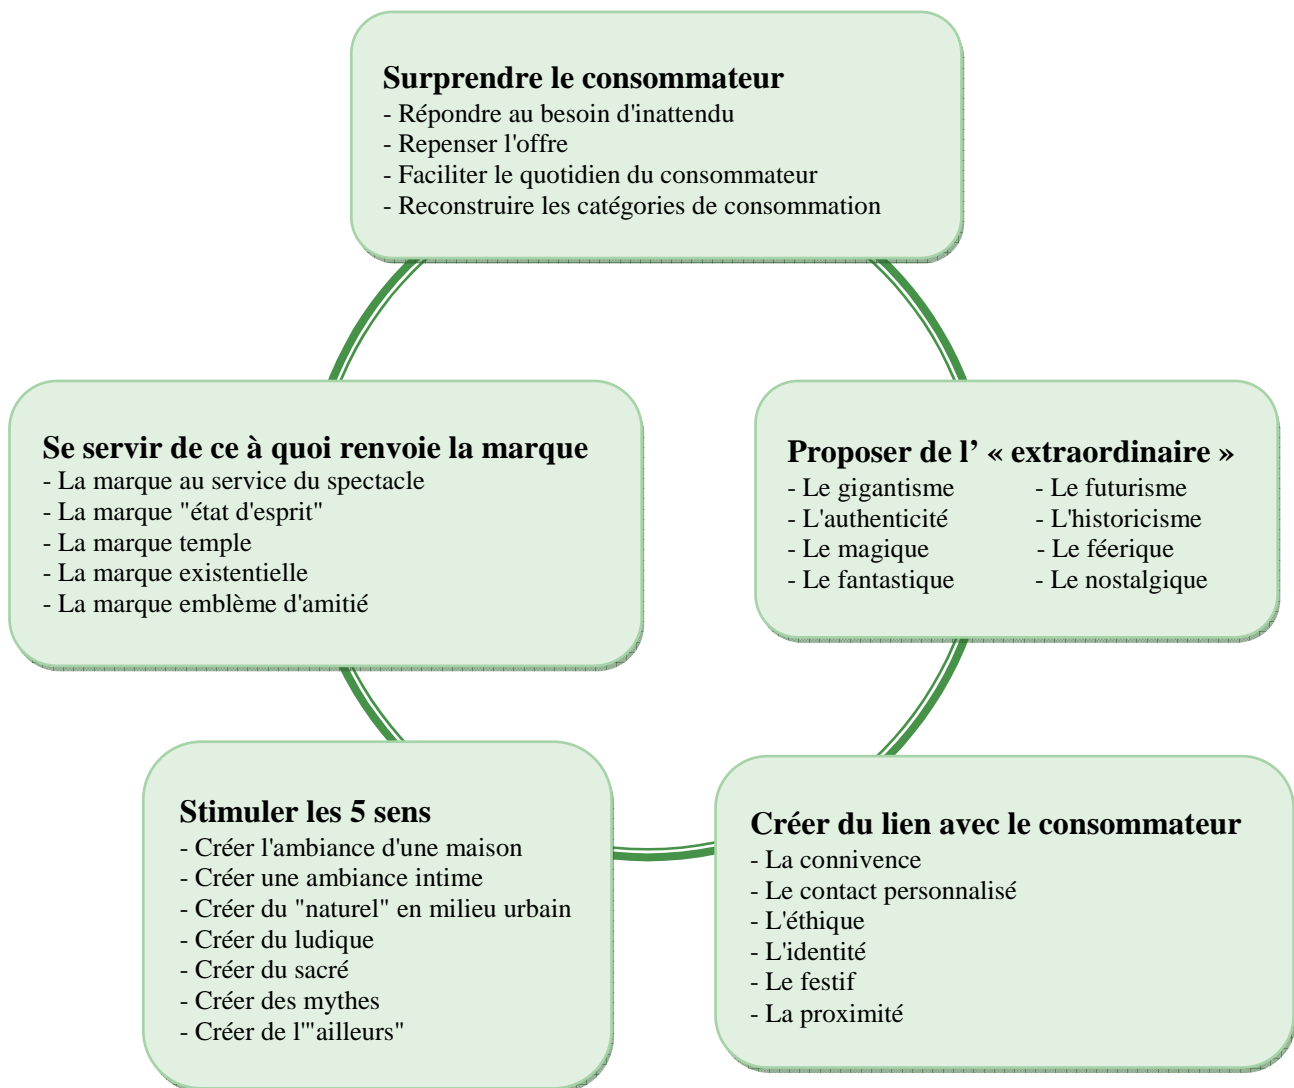 Surprendre le consommateur
- Répondre au besoin d'inattendu
- Repenser l'offre
- Faciliter le quotidien du consommateur
- Reconstruire les catégories de consommation
Se servir de ce à quoi renvoie la marque
- La marque au service du spectacle
- La marque "état d'esprit"
- La marque temple
- La marque existentielle
- La marque emblème d'amitié
Proposer de l' « extraordinaire »
- Le gigantisme - Le futurisme
- L'authenticité - L'historicisme
- Le magique - Le féerique
- Le fantastique - Le nostalgique
Stimuler les 5 sens
- Créer l'ambiance d'une maison
- Créer une ambiance intime
- Créer du "naturel" en milieu urbain
- Créer du ludique
- Créer du sacré
- Créer des mythes
- Créer de l'"ailleurs"
Créer du lien avec le consommateur
- La connivence
- Le contact personnalisé
- L'éthique
- L'identité
- Le festif
- La proximité